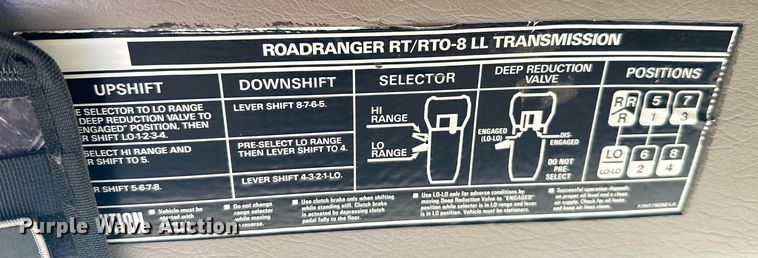 ROADRANGER RT/RTO-8 LL TRANSMISSION
UPSHIFT
E SELECTOR TO LO RANGE
DEEP REDUCTION VALVE TO
ENGAGED" POSITION, THEN
R SHIFT LO-1-2-3-4.
SELECT HI RANGE AND
SHIFT TO 5.
R SHIFT 5-6-7-8.
DOWNSHIFT
LEVER SHIFT 8-7-6-5.
PRE-SELECT LO RANGE
THEN LEVER SHIFT TO 4.
LEVER SHIFT 4-3-2-1-LO.
SELECTOR
HI
RANGE
LO
RANGE
DEEP REDUCTION
VALVE
ENGAGED
(LO-LO)
DIS-
ENGAGED
DO NOT
PRE-
SELECT
POSITIONS
R R 5 7
R 1 3
LO 6 8
LO-LO 2 4
TION
■ Vehicle must be
started with
■ Do not change
range selector
while moving
■ Use clutch brake only when shifting
while standing still. Clutch brake
is actuated by depressing clutch
pedal fully to the floor.
■ Use LO-LO only for adverse conditions by
moving Deep Reduction Valve to "ENGAGED"
position while selector is in LO range and lever
is in LO position. Vehicle must be stationary.
■ Successful operation depends
on proper oil level and a clean
air supply. Check for oil leaks
and keep air lines clean.
Purple Wave Auction